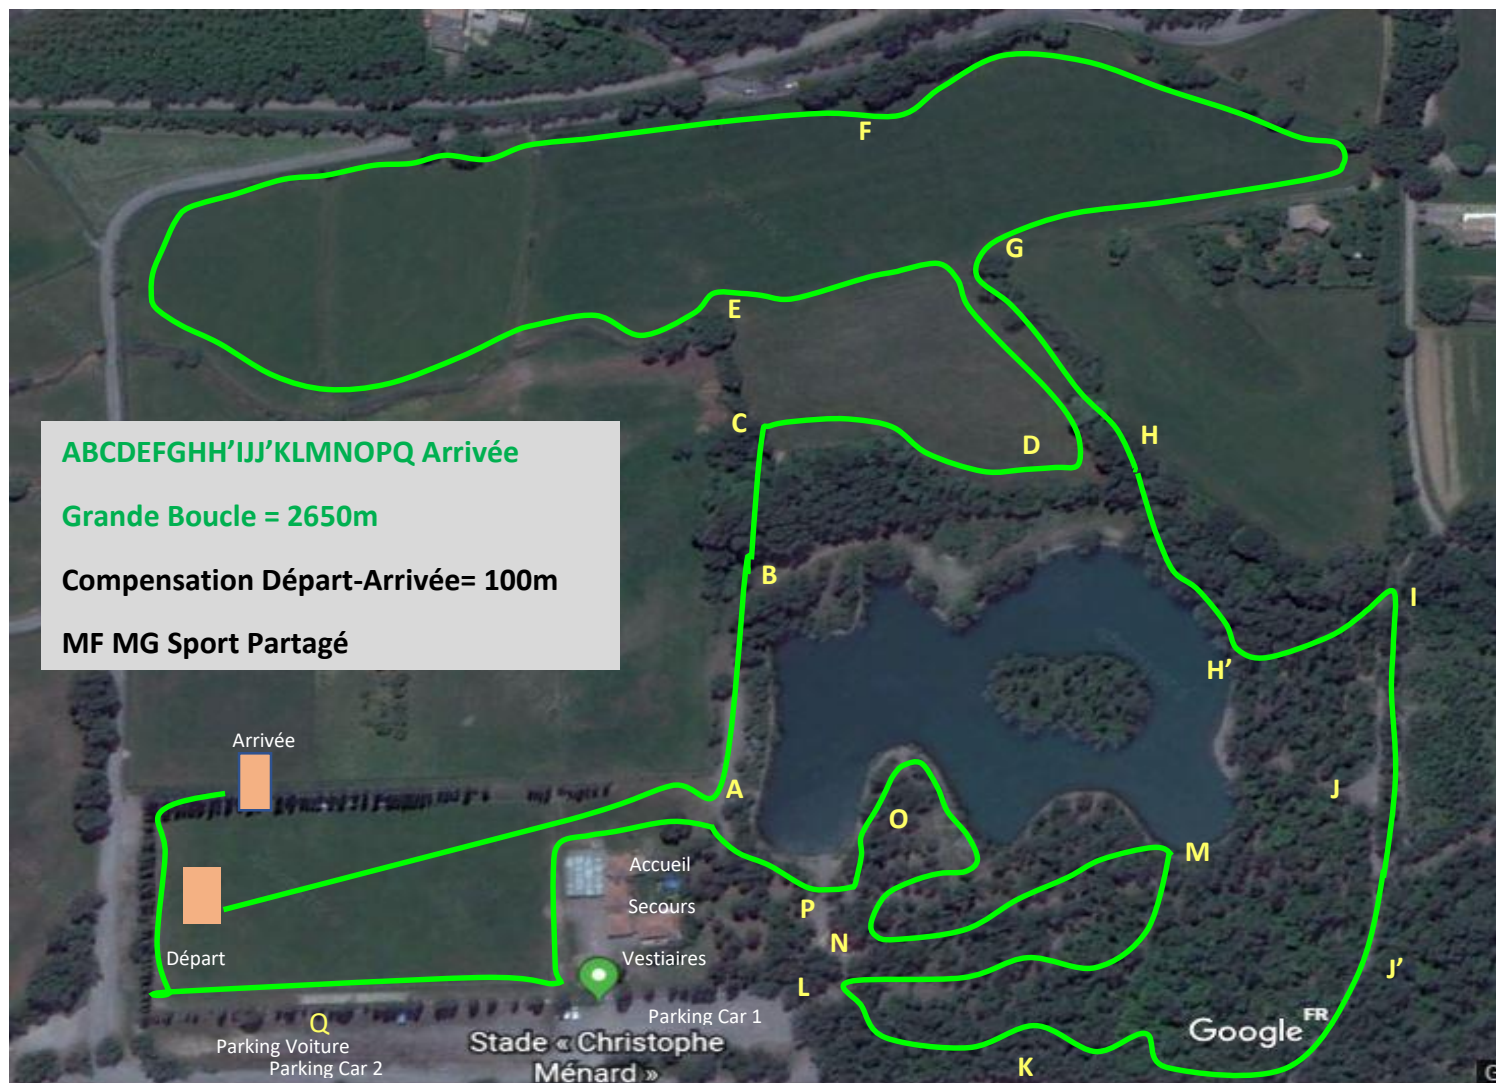 F
G
E
C
D
H
ABCDEFGHH'IJJ'KLMNOPQ Arrivée
Grande Boucle = 2650m
Compensation Départ-Arrivée= 100m
MF MG Sport Partagé
B
I
H'
Arrivée
A
J
O
M
Accueil
Secours
P
N
Départ
Vestiaires
L
J'
Q
Parking Car 1
Parking Voiture
Parking Car 2
Stade « Christophe
Ménard »
Google FR
K
G